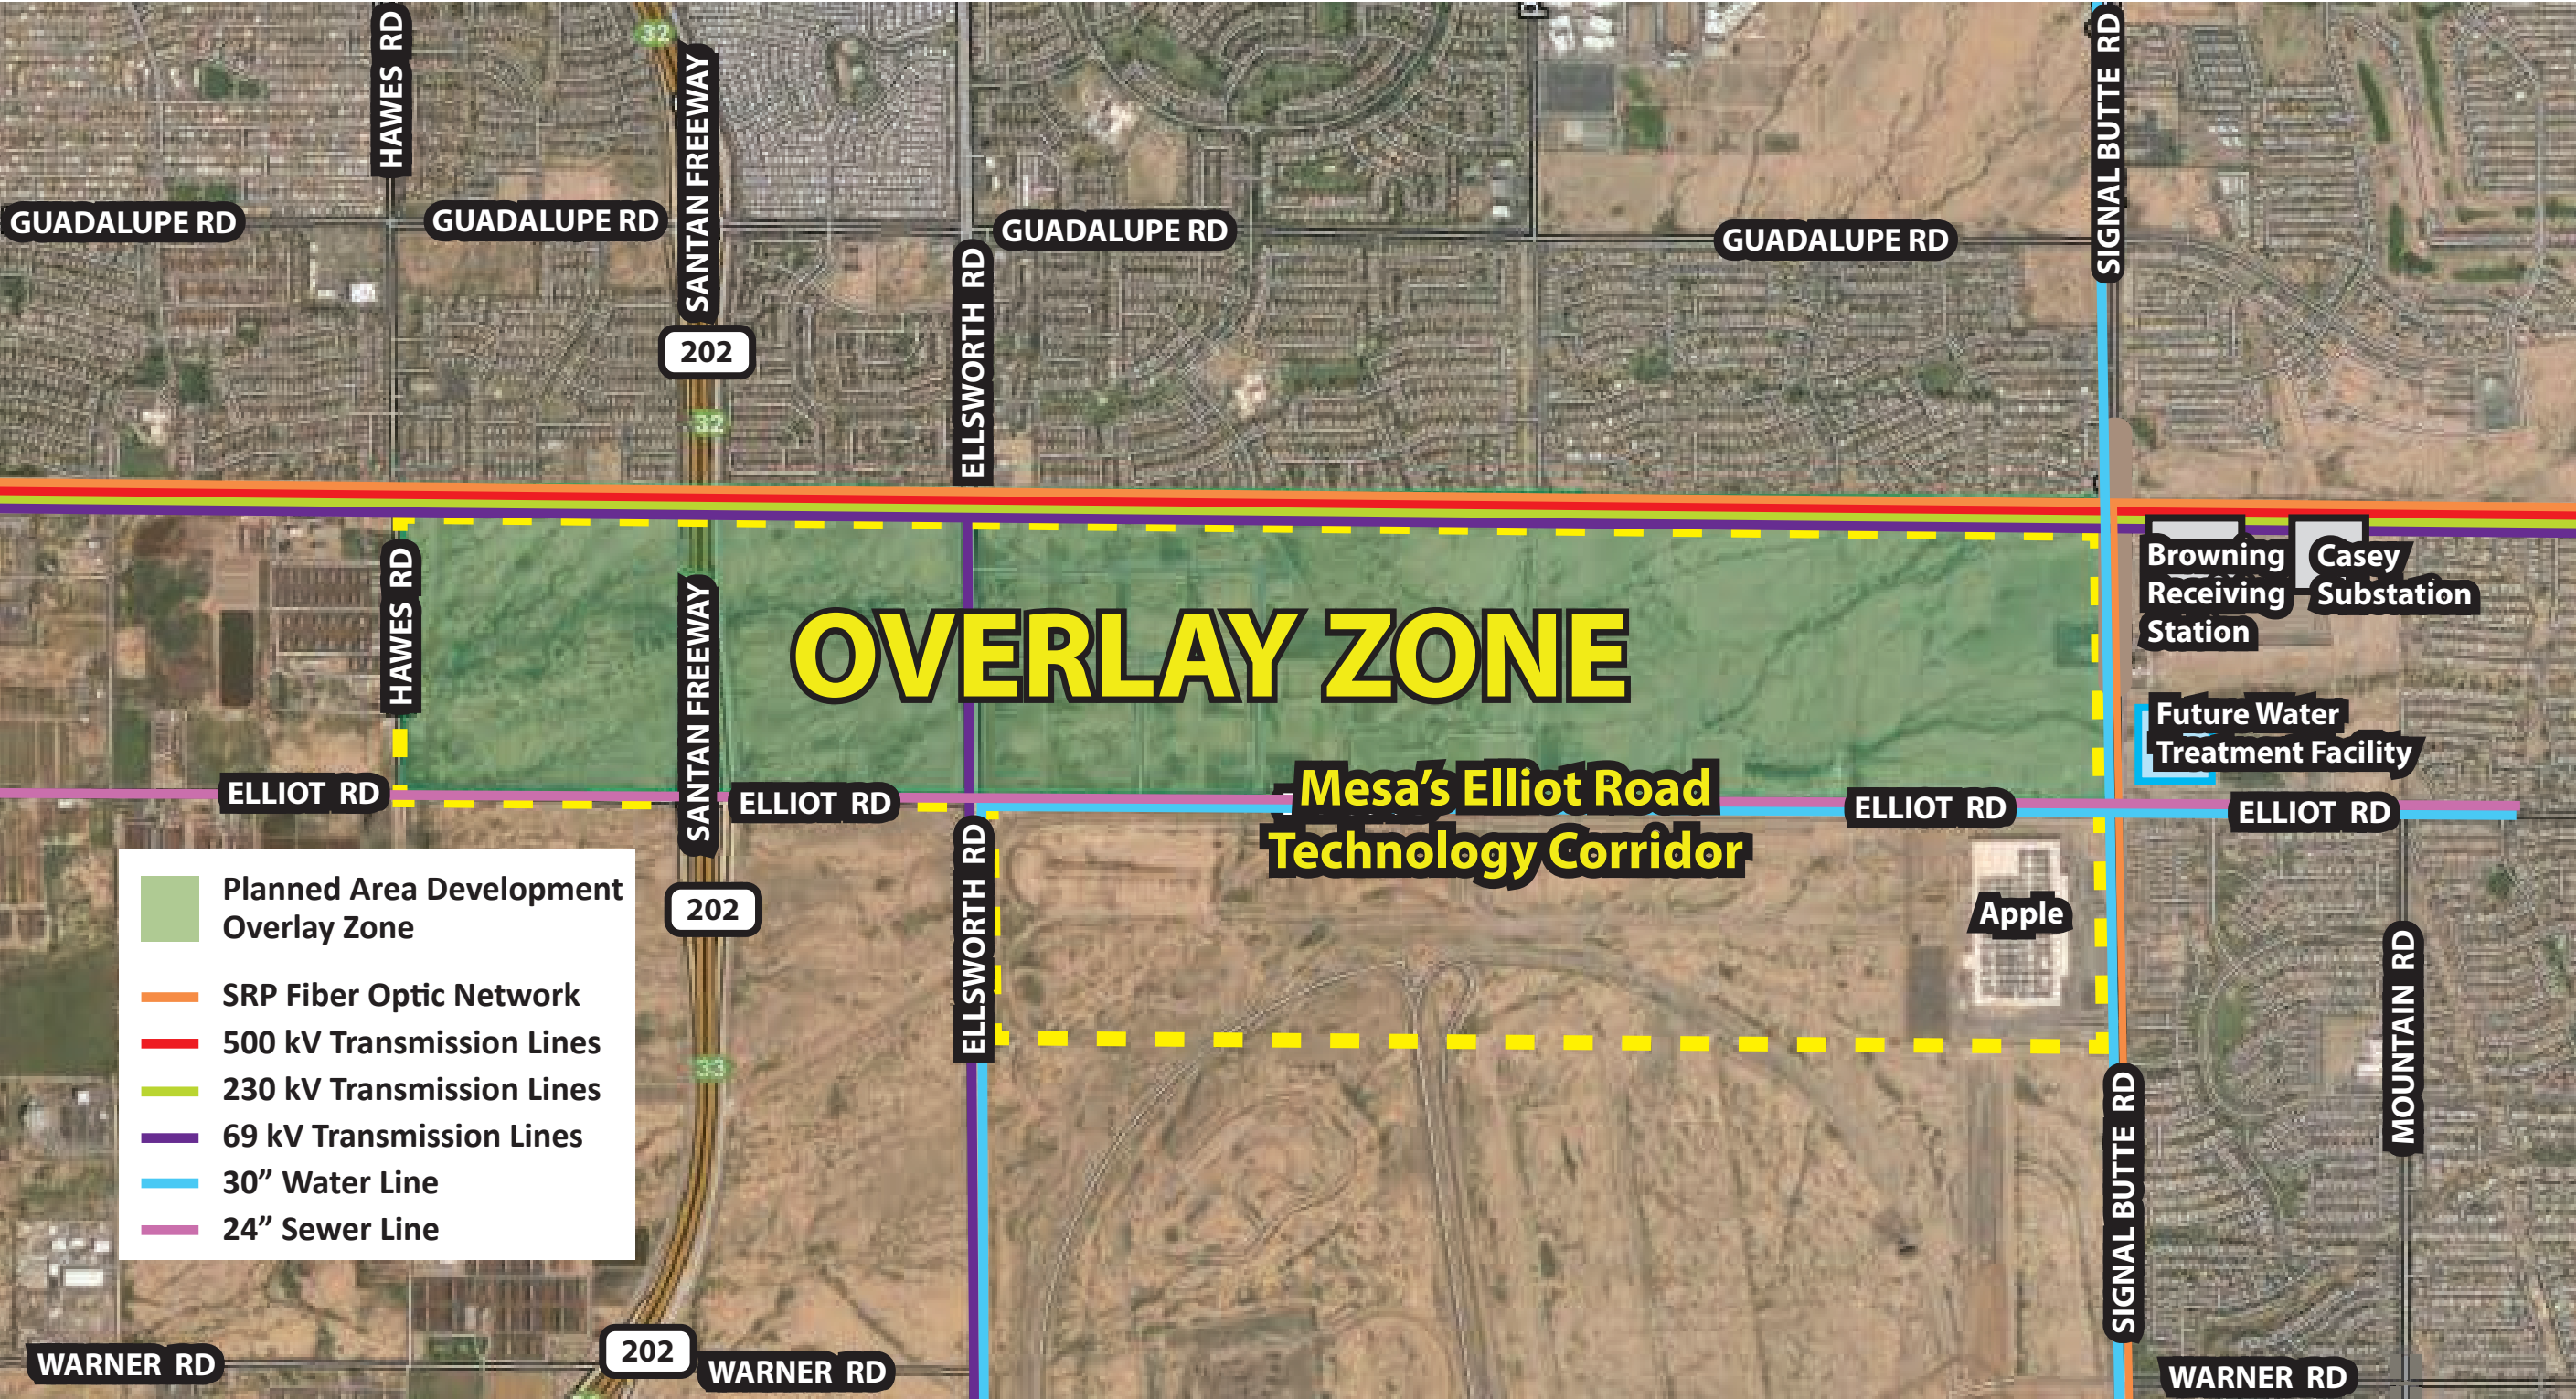 HAWES RD
32
SANTAN FREEWAY
SIGNAL BUTTE RD
GUADALUPE RD
GUADALUPE RD
GUADALUPE RD
GUADALUPE RD
202
32
ELLSWORTH RD
HAWES RD
SANTAN FREEWAY
OVERLAY ZONE
Browning
Receiving
Station
Casey
Substation
Future Water
Treatment Facility
ELLIOT RD
ELLIOT RD
Mesa's Elliot Road
Technology Corridor
ELLIOT RD
ELLIOT RD
ELLSWORTH RD
202
Apple
MOUNTAIN RD
Planned Area Development
Overlay Zone
SRP Fiber Optic Network
500 kV Transmission Lines
230 kV Transmission Lines
69 kV Transmission Lines
30” Water Line
24” Sewer Line
33
SIGNAL BUTTE RD
202
WARNER RD
WARNER RD
WARNER RD